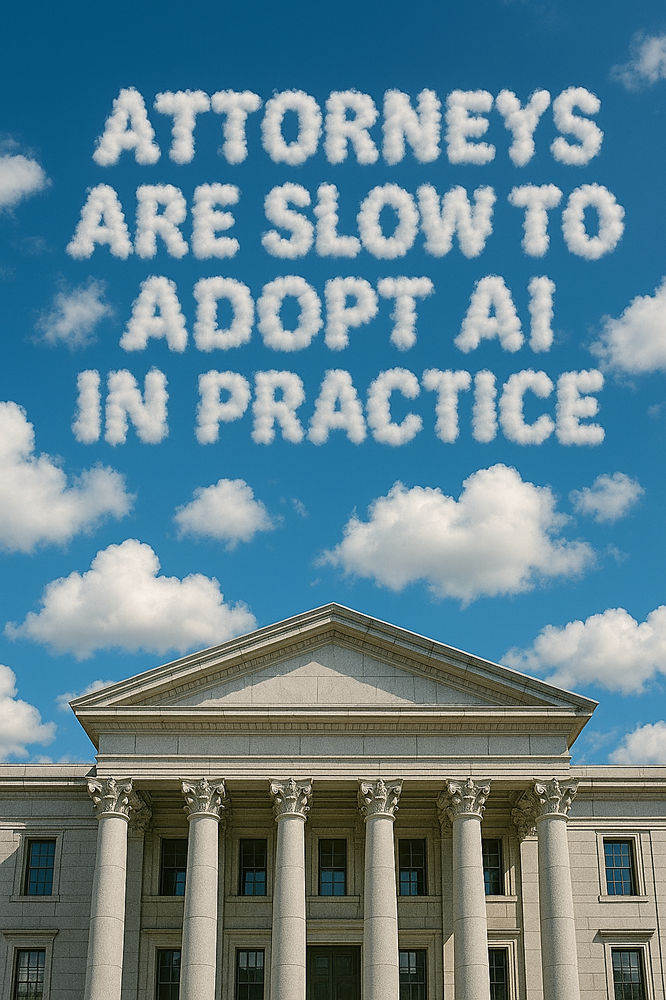 ATTORNEYS
ARE SLOW TO
ADOPT AI
IN PRACTICE